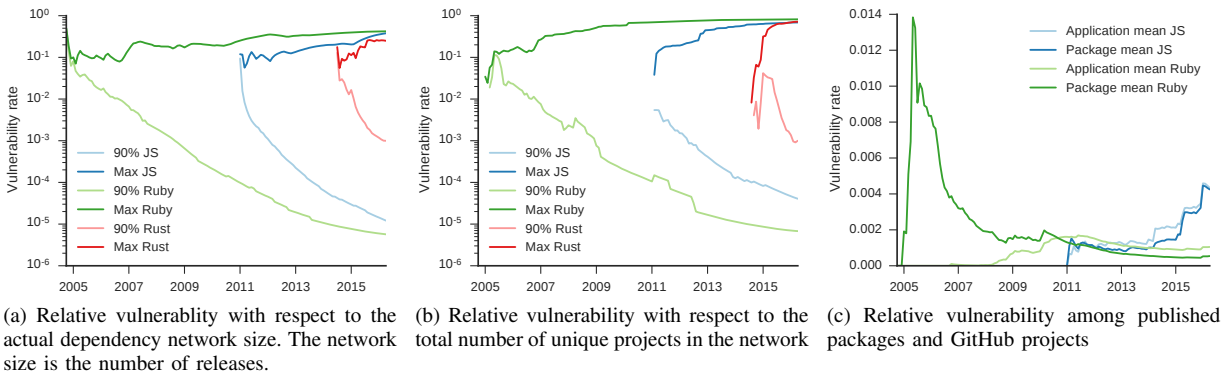 10⁰
10⁻¹
10⁻²
10⁻³
10⁻⁴
10⁻⁵
10⁻⁶
Vulnerability rate
90% JS
Max JS
90% Ruby
Max Ruby
90% Rust
Max Rust
2005 2007 2009 2011 2013 2015
(a) Relative vulnerablity with respect to the
actual dependency network size. The network
size is the number of releases.
10⁰
10⁻¹
10⁻²
10⁻³
10⁻⁴
10⁻⁵
10⁻⁶
Vulnerability rate
90% JS
Max JS
90% Ruby
Max Ruby
90% Rust
Max Rust
2005 2007 2009 2011 2013 2015
(b) Relative vulnerability with respect to the
total number of unique projects in the network
0.014
0.012
0.010
0.008
0.006
0.004
0.002
0.000
Vulnerability rate
Application mean JS
Package mean JS
Application mean Ruby
Package mean Ruby
2005 2007 2009 2011 2013 2015
(c) Relative vulnerability among published
packages and GitHub projects